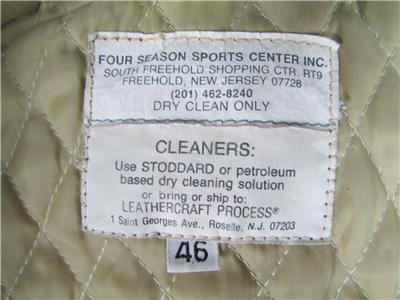 FOUR SEASON SPORTS CENTER INC.
SOUTH FREEHOLD SHOPPING CTR. RT9
FREEHOLD, NEW JERSEY 07728
(201) 462-8240
DRY CLEAN ONLY
CLEANERS:
Use STODDARD or petroleum
based dry cleaning solution
or bring or ship to:
LEATHERCRAFT PROCESS®
1 Saint Georges Ave., Roselle, N.J. 07203
46